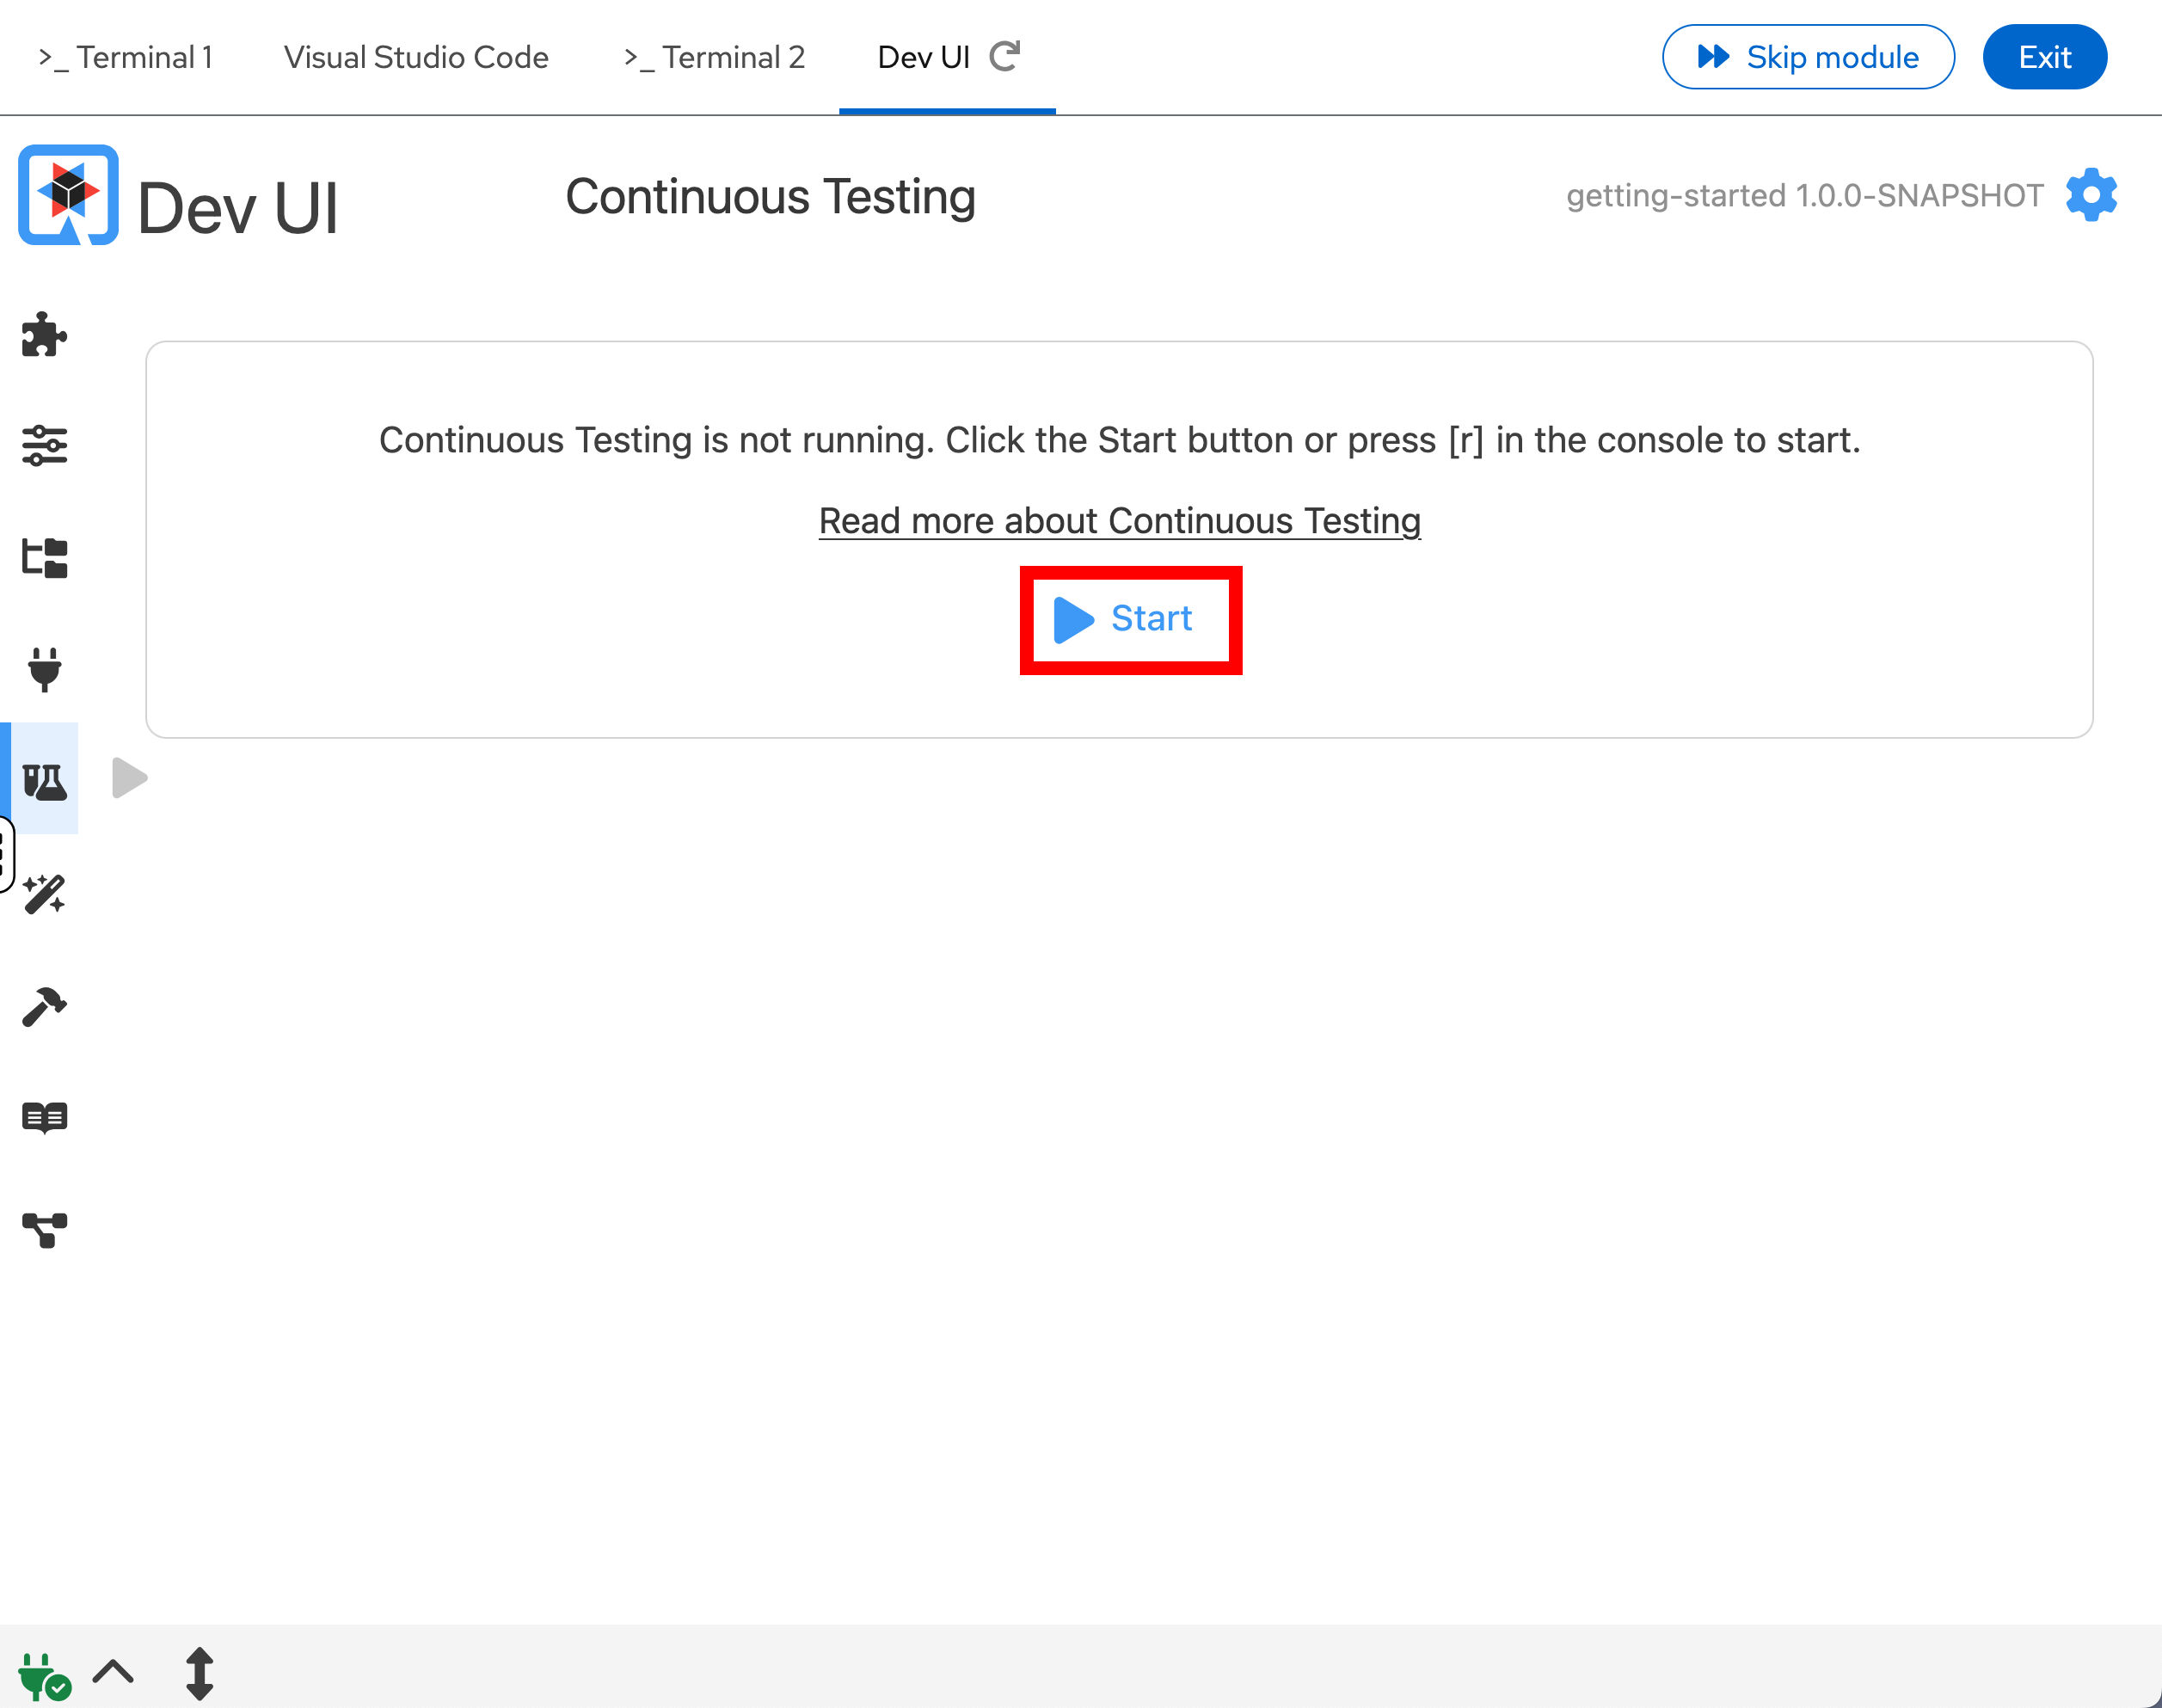 >_ Terminal 1 Visual Studio Code >_ Terminal 2 Dev UI Skip module Exit
Dev UI Continuous Testing getting-started 1.0.0-SNAPSHOT
Continuous Testing is not running. Click the Start button or press [r] in the console to start.
Read more about Continuous Testing
Start